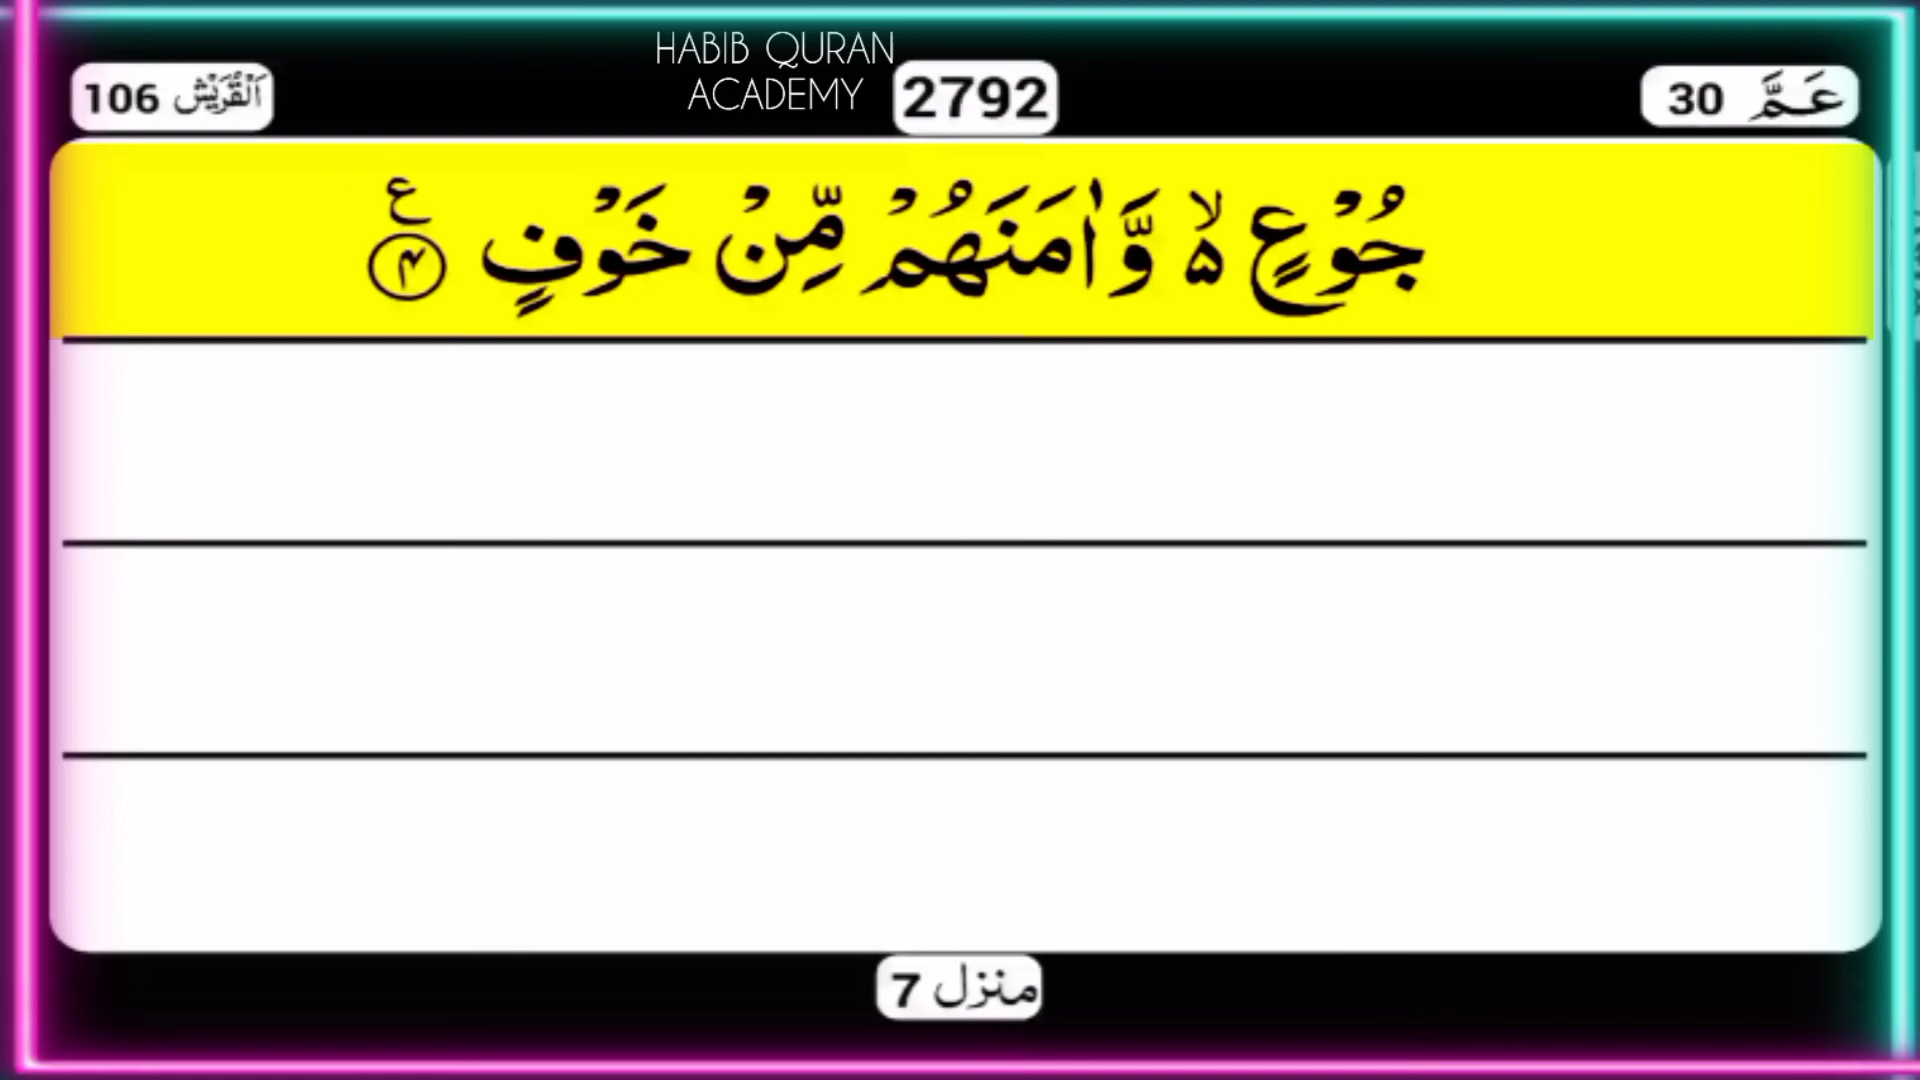 HABIB QURAN
ACADEMY
106 اَلْقُرَيْش
2792
30 عَمَّ
جُوْعٍ ۙ۬ وَّاٰمَنَهُمْ مِّنْ خَوْفٍ ۴ ع
منزل 7